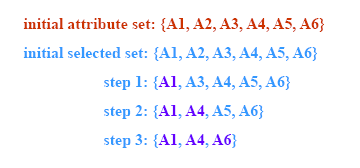 initial attribute set: {A1, A2, A3, A4, A5, A6}
initial selected set: {A1, A2, A3, A4, A5, A6}
step 1: {A1, A3, A4, A5, A6}
step 2: {A1, A4, A5, A6}
step 3: {A1, A4, A6}